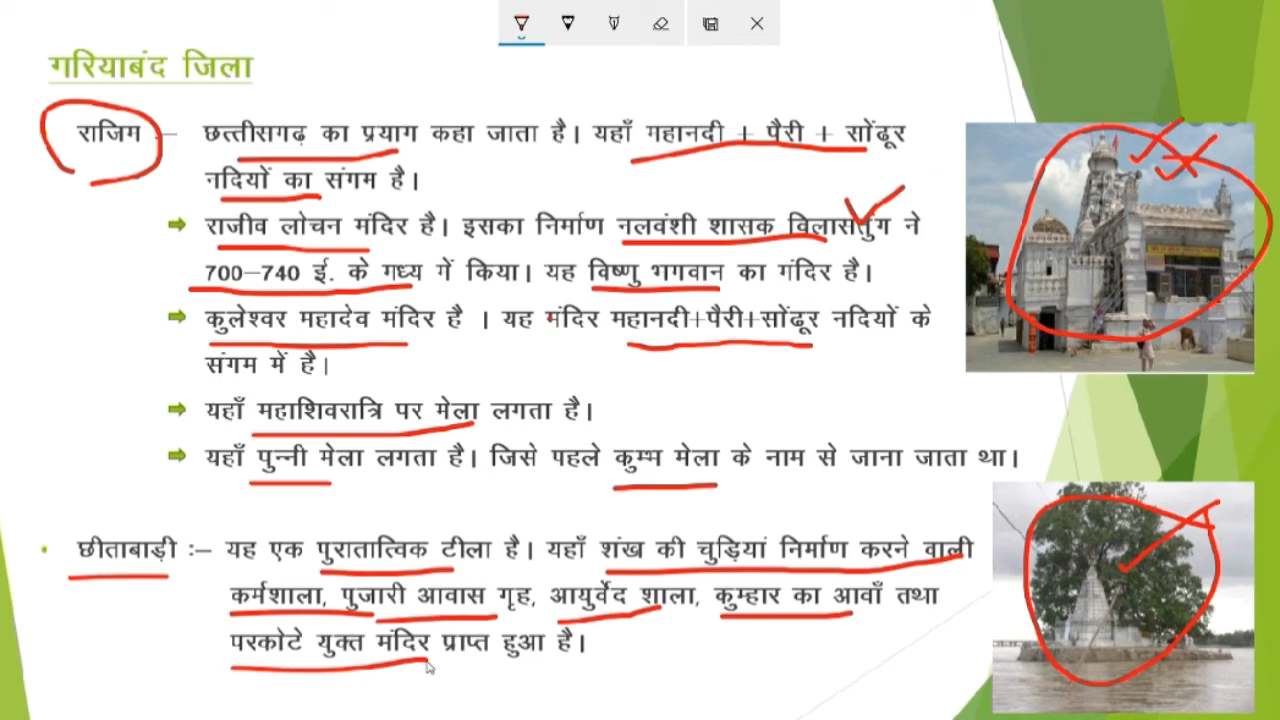 गरियाबंद जिला
राजिम – छत्तीसगढ़ का प्रयाग कहा जाता है। यहाँ महानदी + पैरी + सोंढूर
नदियों का संगम है।
राजीव लोचन मंदिर है। इसका निर्माण नलवंशी शासक विलासतुंग ने
700–740 ई. के मध्य में किया। यह विष्णु भगवान का मंदिर है।
कुलेश्वर महादेव मंदिर है । यह मंदिर महानदी+पैरी+सोंढूर नदियों के
संगम में है।
यहाँ महाशिवरात्रि पर मेला लगता है।
यहाँ पुन्नी मेला लगता है। जिसे पहले कुम्भ मेला के नाम से जाना जाता था।
• छीताबाड़ी :– यह एक पुरातात्विक टीला है। यहाँ शंख की चुड़ियां निर्माण करने वाली
कर्मशाला, पुजारी आवास गृह, आयुर्वेद शाला, कुम्हार का आवाँ तथा
परकोटे युक्त मंदिर प्राप्त हुआ है।